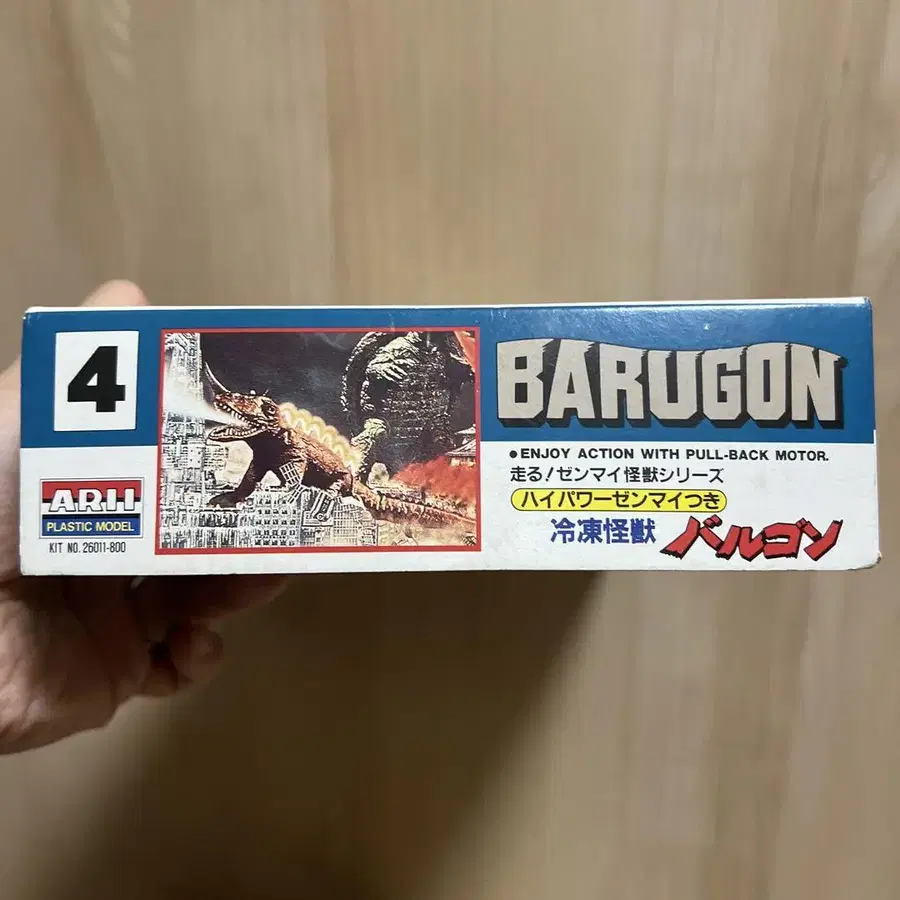 4
ARII
PLASTIC MODEL
KIT NO. 26011-800
BARUGON
●ENJOY ACTION WITH PULL-BACK MOTOR.
走る！ゼンマイ怪獣シリーズ
ハイパワーゼンマイつき
冷凍怪獣 バルゴン